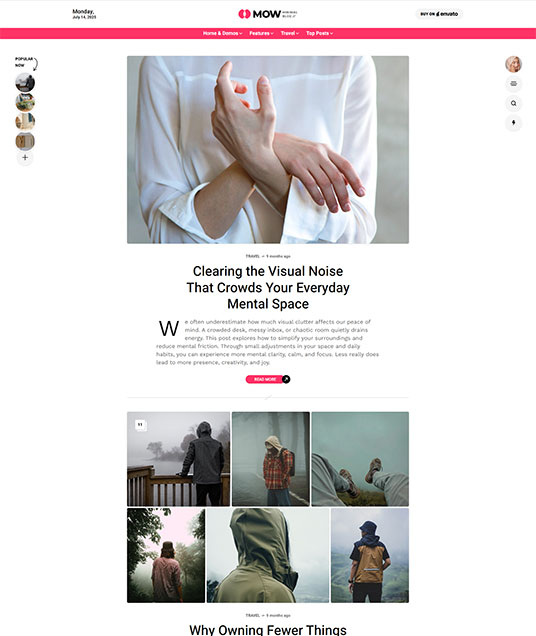 Monday,
July 14, 2025
MOW
MINIMAL
BUY ON envato
Home & Demos
Features
Travel
Top Posts
POPULAR
NOW
TRAVEL — 9 months ago
Clearing the Visual Noise
That Crowds Your Everyday
Mental Space
We often underestimate how much visual clutter affects our peace of
mind. A crowded desk, messy inbox, or chaotic room quietly drains
energy. This post explores how to simplify your surroundings and
reduce mental friction. Through small adjustments in your space and daily
habits, you can experience more mental clarity, calm, and focus. Less really does
lead to more presence, creativity, and joy.
READ MORE
TRAVEL — 9 months ago
Why Owning Fewer Things